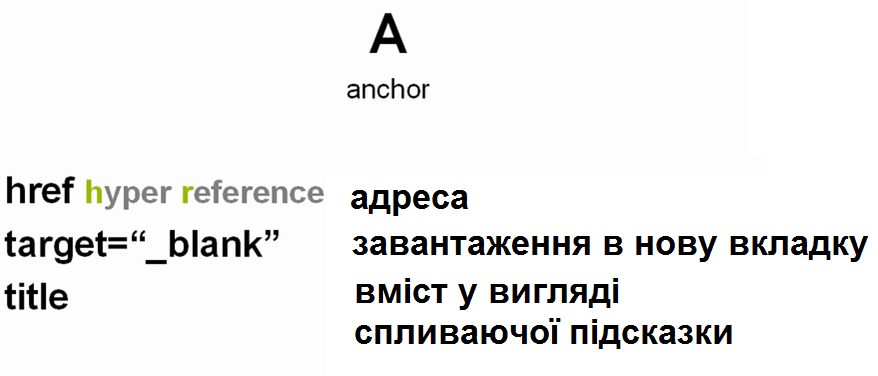 A
anchor
href hyper reference адреса
target=“_blank” завантаження в нову вкладку
title вміст у вигляді
спливаючої підсказки